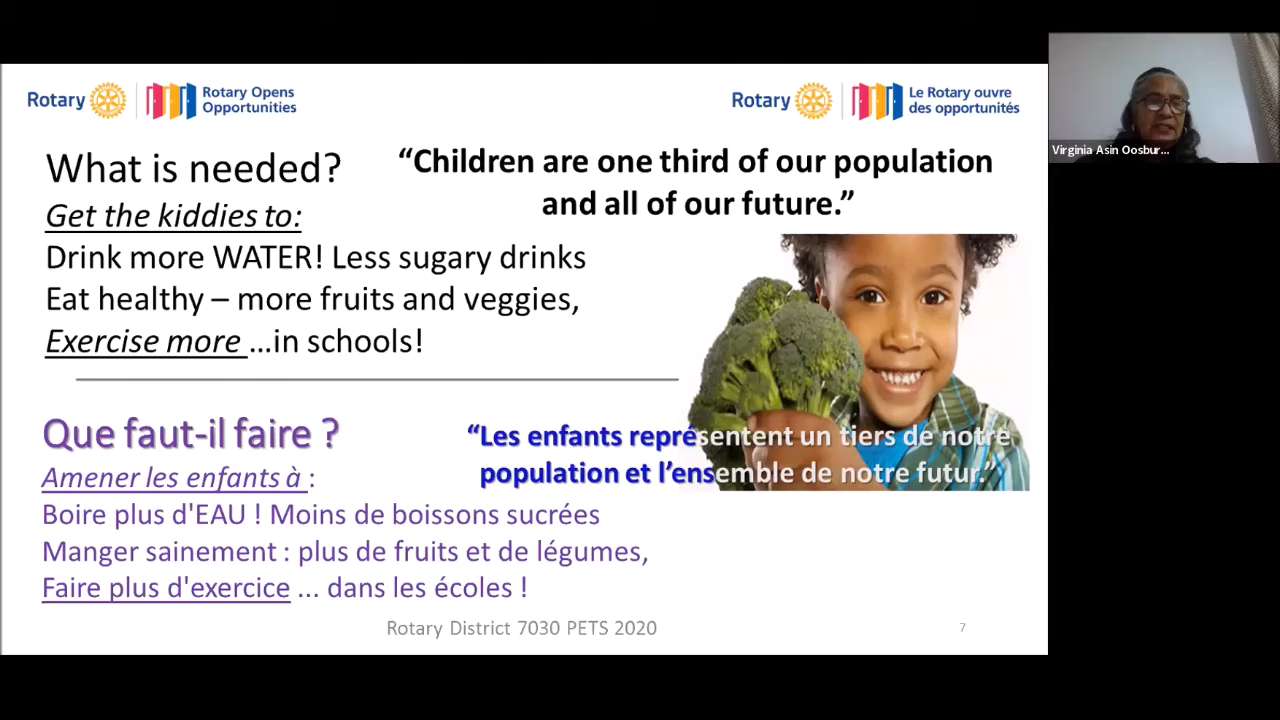 Rotary
Rotary Opens
Opportunities
Rotary
Le Rotary ouvre
des opportunités
Virginia Asin Oosbur...
What is needed?
Get the kiddies to:
Drink more WATER! Less sugary drinks
Eat healthy – more fruits and veggies,
Exercise more ...in schools!
“Children are one third of our population
and all of our future.”
Que faut-il faire ?
Amener les enfants à :
Boire plus d'EAU ! Moins de boissons sucrées
Manger sainement : plus de fruits et de légumes,
Faire plus d'exercice ... dans les écoles !
“Les enfants représentent un tiers de notre
population et l’ensemble de notre futur.”
Rotary District 7030 PETS 2020
7